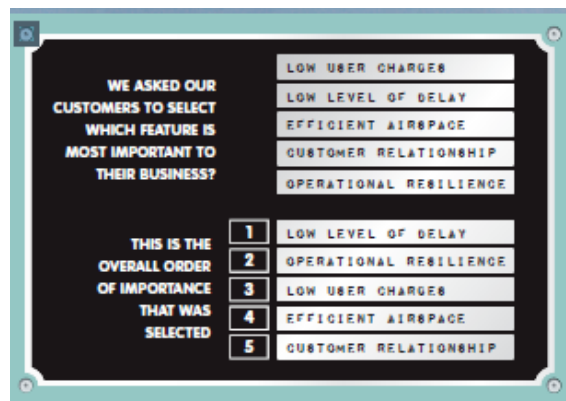 WE ASKED OUR
CUSTOMERS TO SELECT
WHICH FEATURE IS
MOST IMPORTANT TO
THEIR BUSINESS?
LOW USER CHARGES
LOW LEVEL OF DELAY
EFFICIENT AIRSPACE
CUSTOMER RELATIONSHIP
OPERATIONAL RESILIENCE
THIS IS THE
OVERALL ORDER
OF IMPORTANCE
THAT WAS
SELECTED
1 LOW LEVEL OF DELAY
2 OPERATIONAL RESILIENCE
3 LOW USER CHARGES
4 EFFICIENT AIRSPACE
5 CUSTOMER RELATIONSHIP